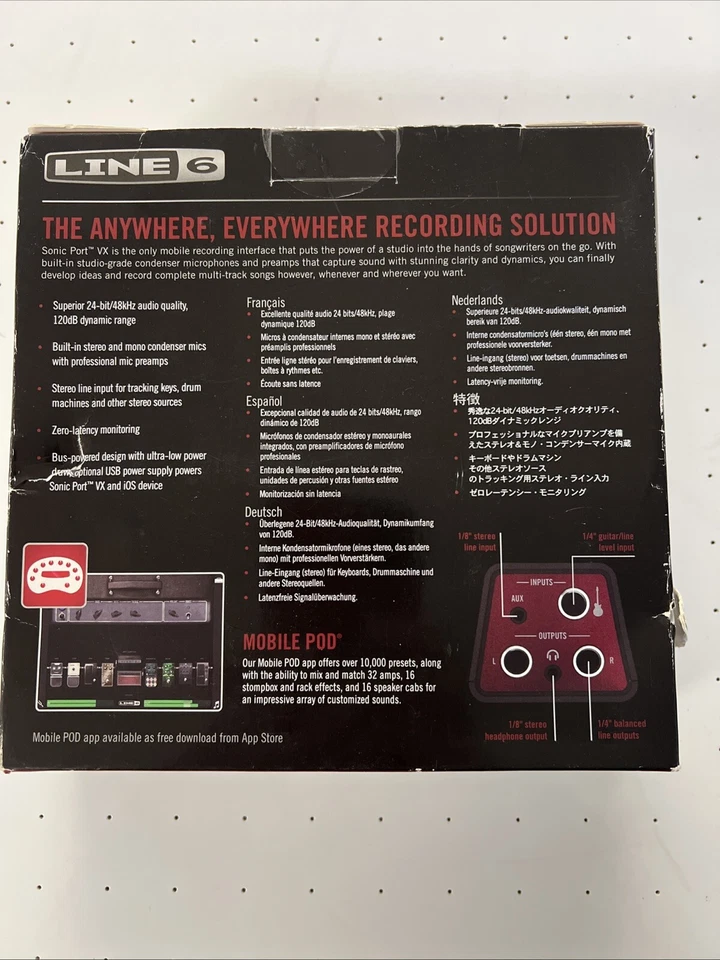 LINE 6
THE ANYWHERE, EVERYWHERE RECORDING SOLUTION
Sonic Port™ VX is the only mobile recording interface that puts the power of a studio into the hands of songwriters on the go. With
built-in studio-grade condenser microphones and preamps that capture sound with stunning clarity and dynamics, you can finally
develop ideas and record complete multi-track songs however, whenever and wherever you want.
• Superior 24-bit/48kHz audio quality,
120dB dynamic range
• Built-in stereo and mono condenser mics
with professional mic preamps
• Stereo line input for tracking keys, drum
machines and other stereo sources
• Zero-latency monitoring
• Bus-powered design with ultra-low power
optional USB power supply powers
Sonic Port™ VX and iOS device
Français
• Excellente qualité audio 24 bits/48kHz, plage
dynamique 120dB
• Micros à condensateur internes mono et stéréo avec
préamplis professionnels
• Entrée ligne stéréo pour l'enregistrement de claviers,
boîtes à rythmes etc.
• Écoute sans latence
Español
• Excepcional calidad de audio de 24 bits/48kHz, rango
dinámico de 120dB
• Micrófonos de condensador estéreo y monoaurales
integrados, con preamplificadores de micrófono
profesionales
• Entrada de línea estéreo para teclas de rastreo,
unidades de percusión y otras fuentes estéreo
• Monitorización sin latencia
Deutsch
• Überlegene 24-Bit/48kHz-Audioqualität, Dynamikumfang
von 120dB.
• Interne Kondensatormikrofone (eines stereo, das andere
mono) mit professionellen Vorverstärkern.
• Line-Eingang (stereo) für Keyboards, Drummaschine und
andere Stereoquellen.
• Latenzfreie Signalüberwachung.
Nederlands
• Superieure 24-bits/48kHz-audiokwaliteit, dynamisch
bereik van 120dB.
• Interne condensatormicro's (één stereo, één mono met
professionele voorversterker.
• Line-ingang (stereo) voor toetsen, drummachines en
andere stereobronnen.
• Latency-vrije monitoring.
特徴
• 秀逸な24-bit/48kHzオーディオクオリティ、
120dBダイナミックレンジ
• プロフェッショナルなマイクプリアンプを備
えたステレオ&モノ・コンデンサーマイク内蔵
• キーボードやドラムマシン
その他ステレオソース
のトラッキング用ステレオ・ライン入力
• ゼロレーテンシー・モニタリング
LINE 6
MOBILE POD®
Our Mobile POD app offers over 10,000 presets, along
with the ability to mix and match 32 amps, 16
stompbox and rack effects, and 16 speaker cabs for
an impressive array of customized sounds.
Mobile POD app available as free download from App Store
1/8" stereo
line input
1/4" guitar/line
level input
INPUTS
AUX
OUTPUTS
L
R
1/8" stereo
headphone output
1/4" balanced
line outputs